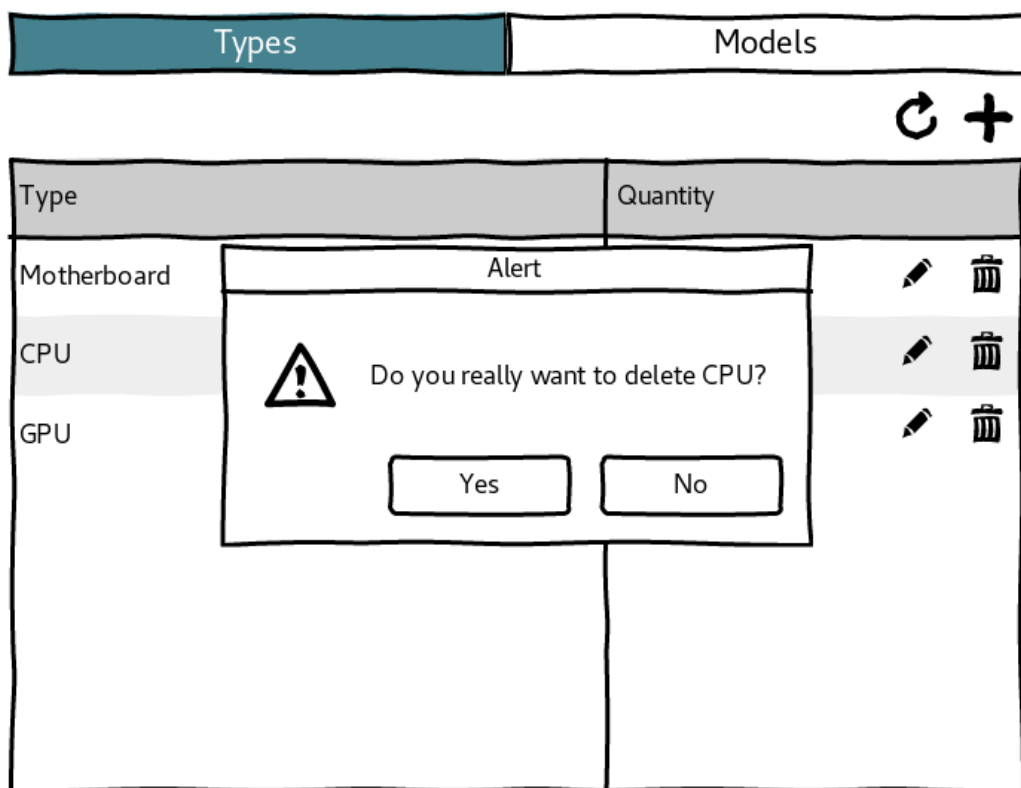 Types
Models
Type
Quantity
Motherboard
CPU
GPU
Alert
Do you really want to delete CPU?
Yes
No